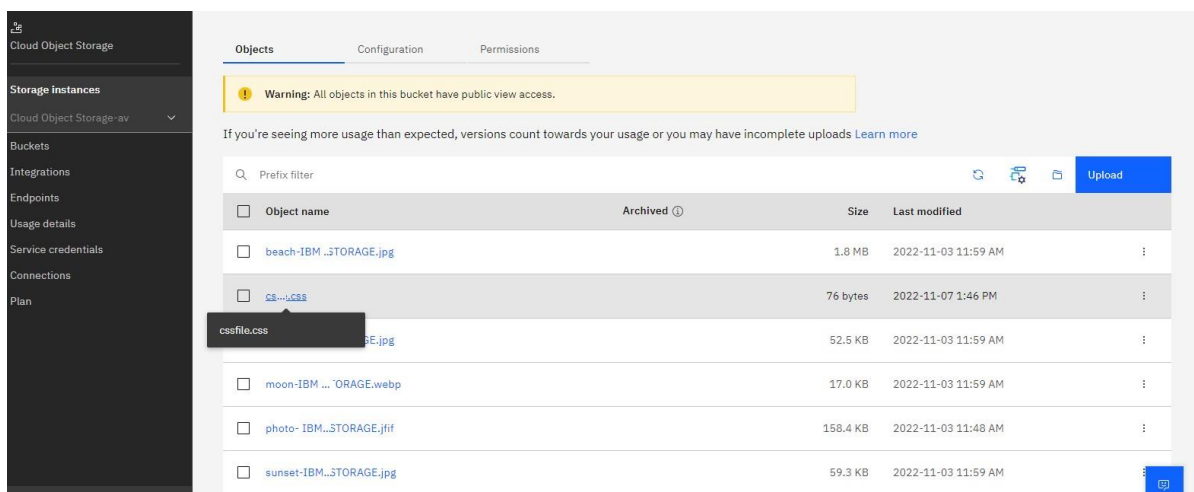 Cloud Object Storage
Storage instances
Cloud Object Storage-av
Buckets
Integrations
Endpoints
Usage details
Service credentials
Connections
Plan
Objects Configuration Permissions
Warning: All objects in this bucket have public view access.
If you're seeing more usage than expected, versions count towards your usage or you may have incomplete uploads Learn more
Prefix filter Upload
Object name Archived Size Last modified
beach-IBM ..STORAGE.jpg 1.8 MB 2022-11-03 11:59 AM
cs...:.css 76 bytes 2022-11-07 1:46 PM
cssfile.css
GE.jpg 52.5 KB 2022-11-03 11:59 AM
moon-IBM ... ORAGE.webp 17.0 KB 2022-11-03 11:59 AM
photo- IBM..STORAGE.jfif 158.4 KB 2022-11-03 11:48 AM
sunset-IBM..STORAGE.jpg 59.3 KB 2022-11-03 11:59 AM